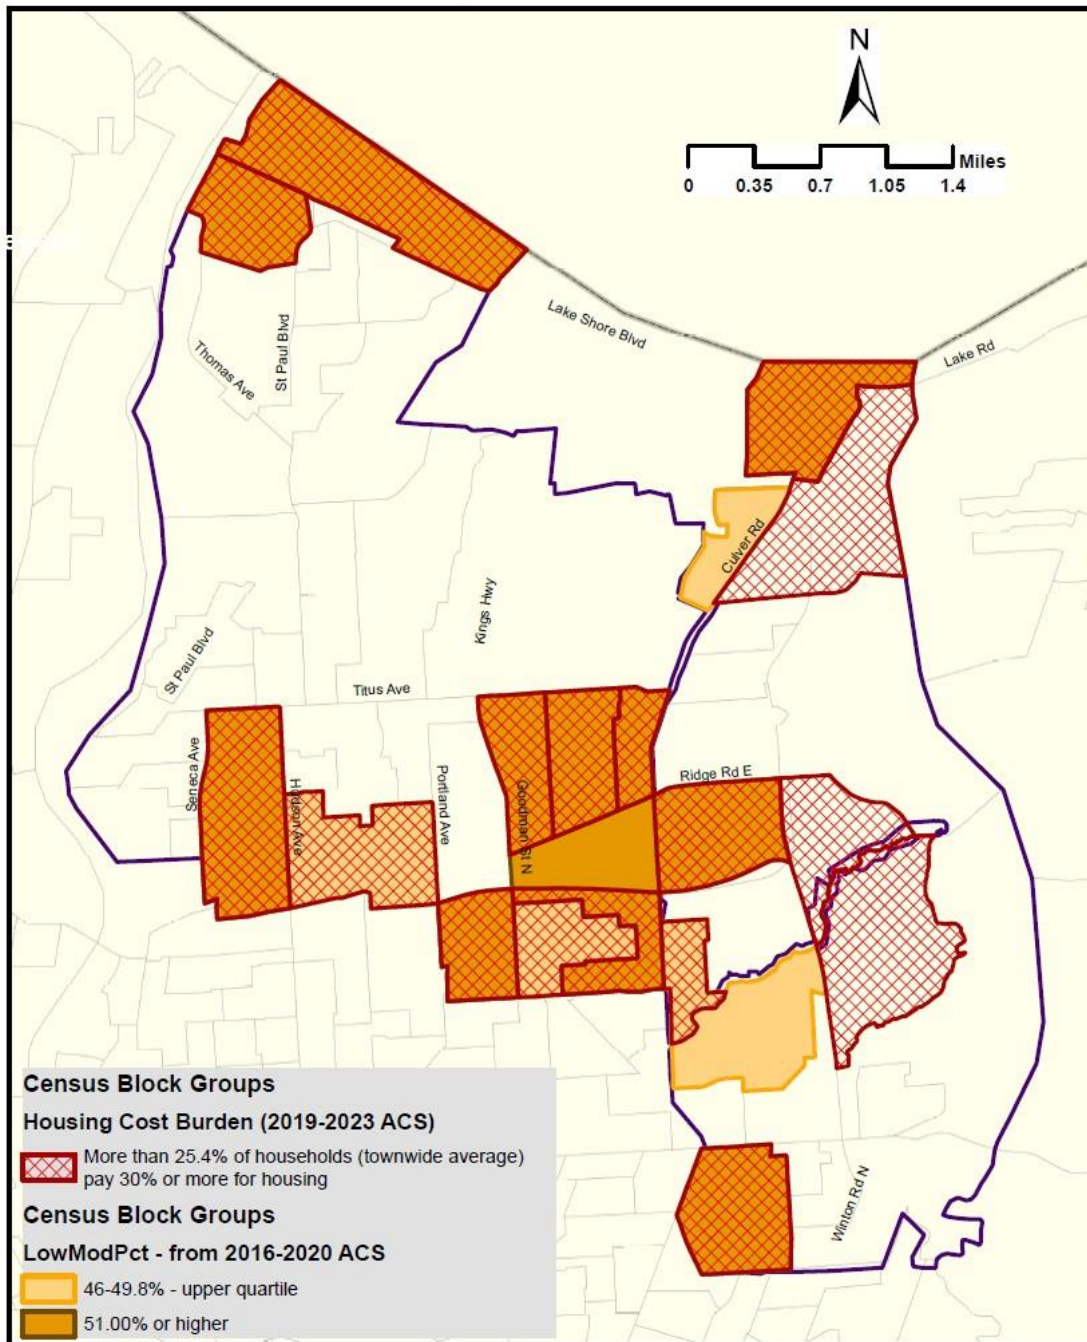 N
Miles
0 0.35 0.7 1.05 1.4
Lake Shore Blvd
Lake Rd
Thomas Ave
St Paul Blvd
Culver Rd
Kings Hwy
St Paul Blvd
Titus Ave
Seneca Ave
Hudson Ave
Portland Ave
Goodman St N
Ridge Rd E
Winton Rd N
Census Block Groups
Housing Cost Burden (2019-2023 ACS)
More than 25.4% of households (townwide average)
pay 30% or more for housing
Census Block Groups
LowModPct - from 2016-2020 ACS
46-49.8% - upper quartile
51.00% or higher